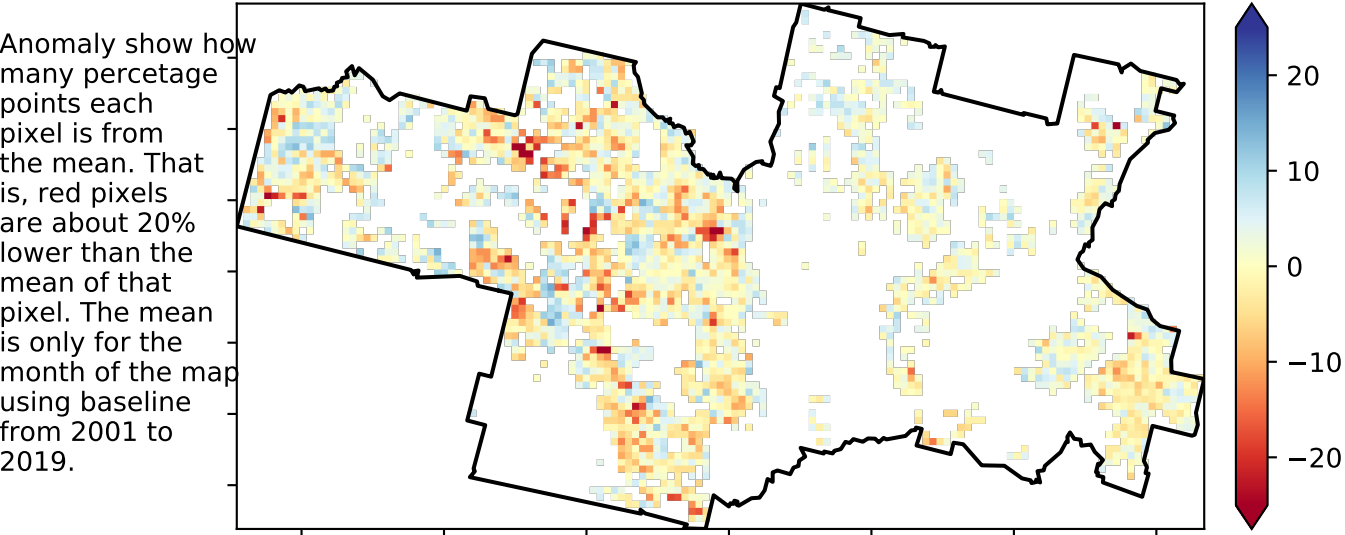 Anomaly show how
many percetage
points each
pixel is from
the mean. That
is, red pixels
are about 20%
lower than the
mean of that
pixel. The mean
is only for the
month of the map
using baseline
from 2001 to
2019.
20
10
0
−10
−20